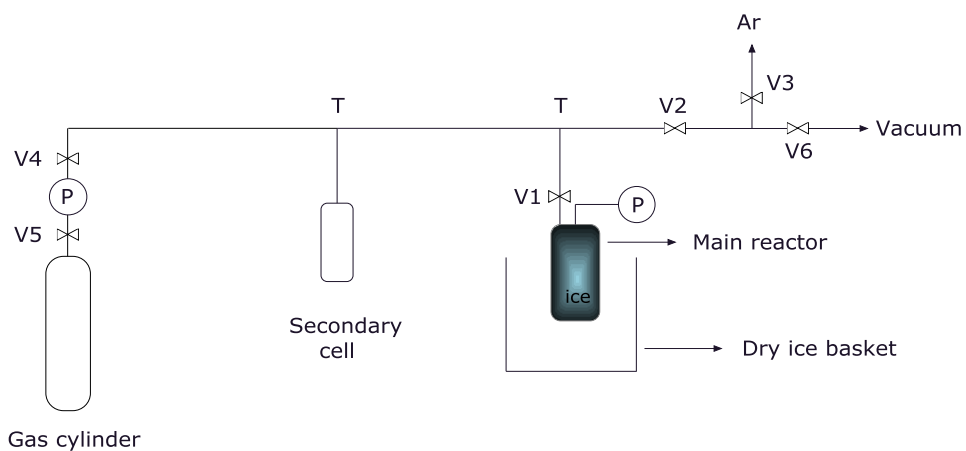 Ar
V3
T
T
V2
Vacuum
V6
V4
P
V5
V1
P
Main reactor
ice
Secondary
cell
Dry ice basket
Gas cylinder